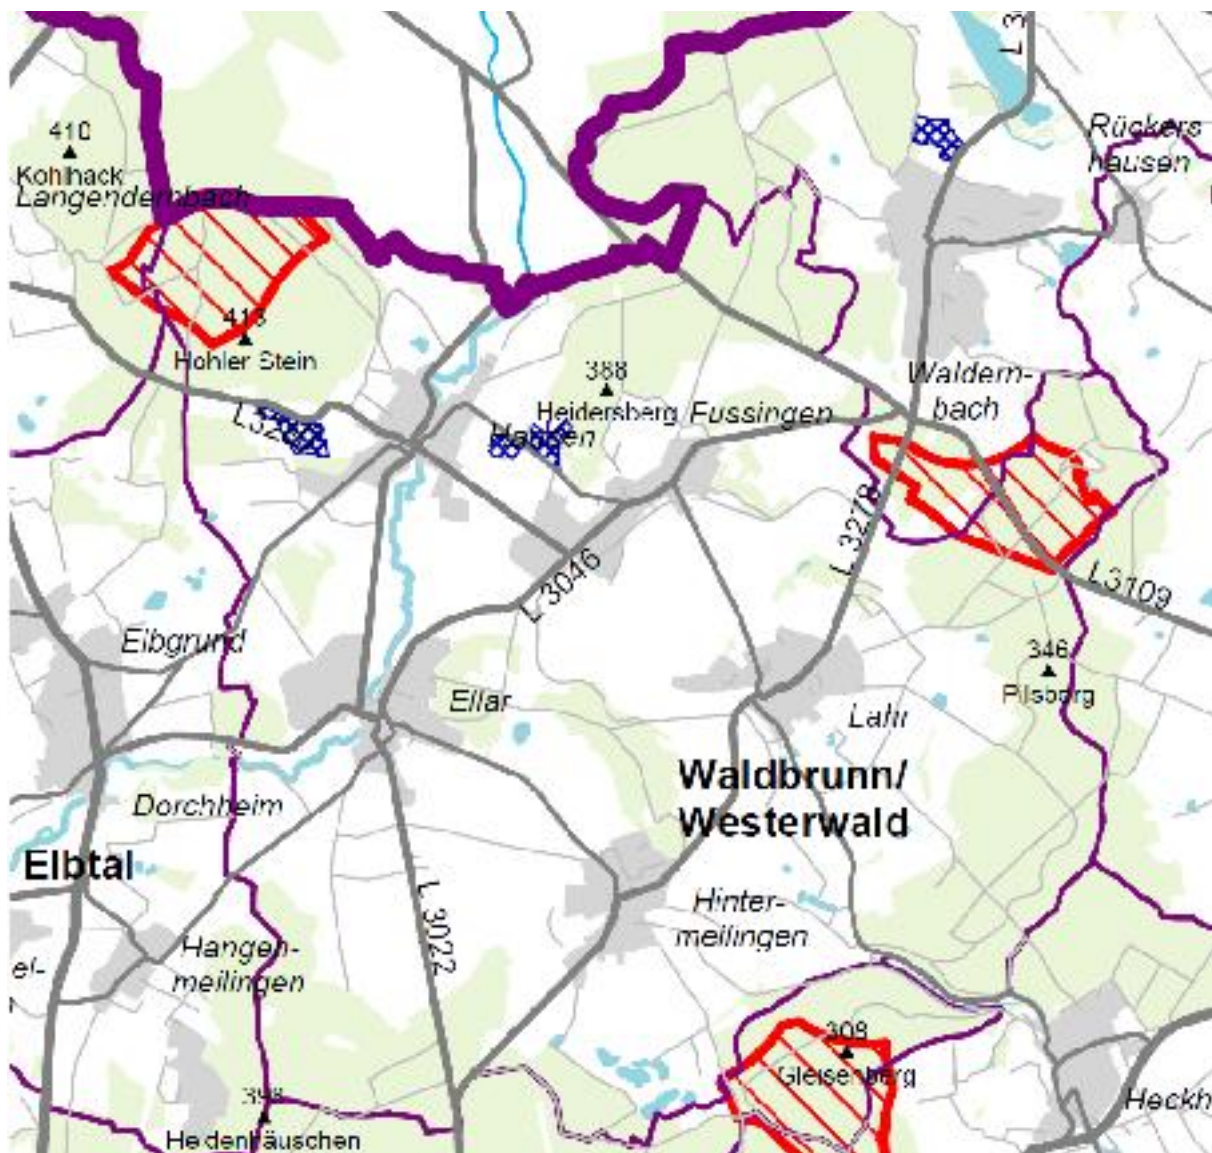 410
Kohlhack
Langendernbach
Rückers
hausen
413
Hohler Stein
388
Heidersberg
Hausen
Fussingen
Waldern-
bach
L 3278
L 3046
L3109
Elbgrund
Ellar
346
Pilsberg
Lahr
Waldbrunn/
Westerwald
Dorchheim
Elbtal
L 3022
Hinter-
meilingen
Hangen-
meilingen
el-
308
Gleisenberg
398
Heidenhäuschen
Heckh